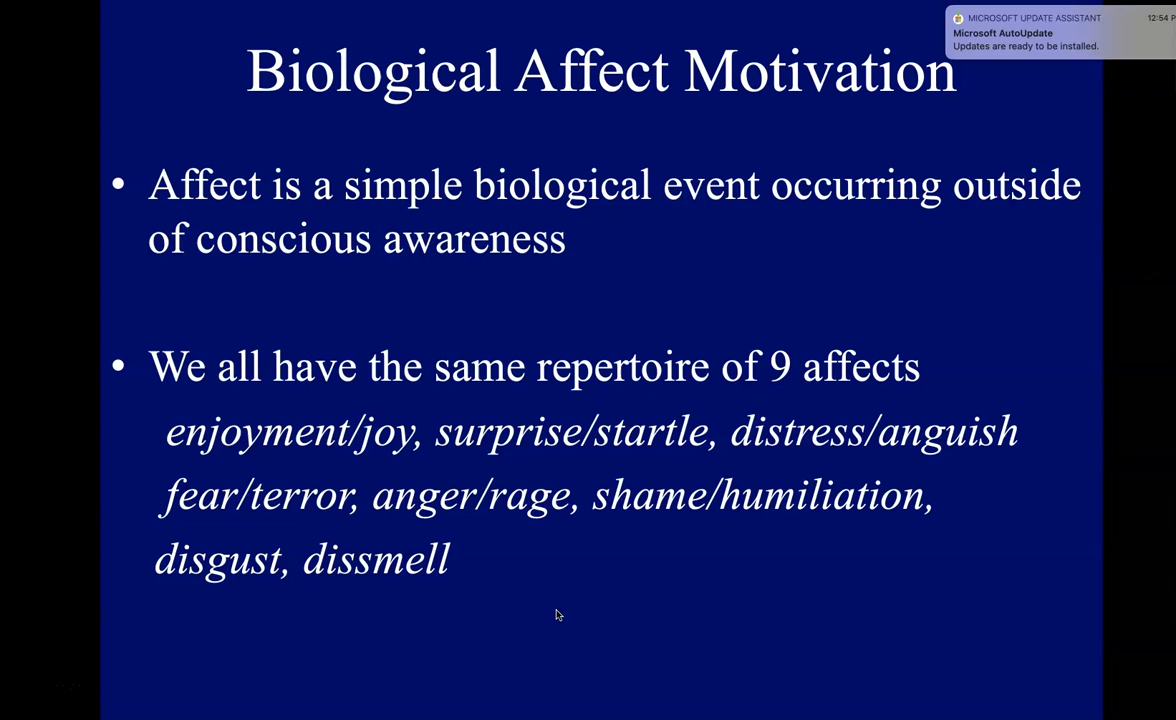 MICROSOFT UPDATE ASSISTANT 12:54 P
Microsoft AutoUpdate
Updates are ready to be installed.
Biological Affect Motivation
• Affect is a simple biological event occurring outside
of conscious awareness
• We all have the same repertoire of 9 affects
enjoyment/joy, surprise/startle, distress/anguish
fear/terror, anger/rage, shame/humiliation,
disgust, dissmell